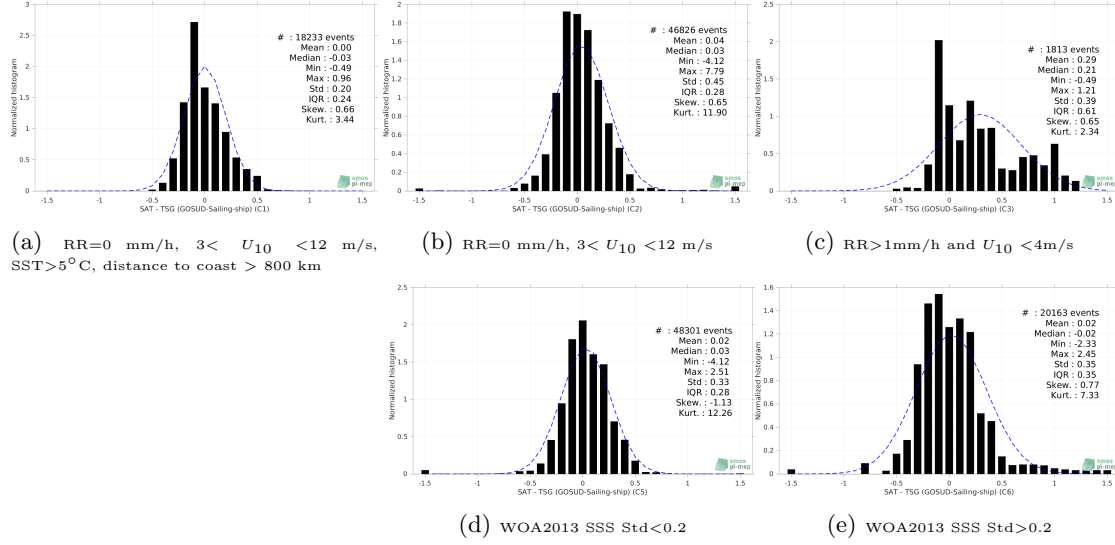 3
2.5
2
1.5
1
0.5
0
Normalized histogram
# : 18233 events
Mean : 0.00
Median : -0.03
Min : -0.49
Max : 0.96
Std : 0.20
IQR : 0.24
Skew. : 0.66
Kurt. : 3.44
smos
pi-mep
-1.5 -1 -0.5 0 0.5 1 1.5
SAT - TSG (GOSUD-Sailing-ship) (C1)
(a) RR=0 mm/h, 3< U10 <12 m/s,
SST>5°C, distance to coast > 800 km
2
1.8
1.6
1.4
1.2
1
0.8
0.6
0.4
0.2
0
Normalized histogram
# : 46826 events
Mean : 0.04
Median : 0.03
Min : -4.12
Max : 7.79
Std : 0.45
IQR : 0.28
Skew. : 0.65
Kurt. : 11.90
smos
pi-mep
-1.5 -1 -0.5 0 0.5 1 1.5
SAT - TSG (GOSUD-Sailing-ship) (C2)
(b) RR=0 mm/h, 3< U10 <12 m/s
2.5
2
1.5
1
0.5
0
Normalized histogram
# : 1813 events
Mean : 0.29
Median : 0.21
Min : -0.49
Max : 1.21
Std : 0.39
IQR : 0.61
Skew. : 0.65
Kurt. : 2.34
smos
pi-mep
-1.5 -1 -0.5 0 0.5 1 1.5
SAT - TSG (GOSUD-Sailing-ship) (C3)
(c) RR>1mm/h and U10 <4m/s
2.5
2
1.5
1
0.5
0
Normalized histogram
# : 48301 events
Mean : 0.02
Median : 0.03
Min : -4.12
Max : 2.51
Std : 0.33
IQR : 0.28
Skew. : -1.13
Kurt. : 12.26
smos
pi-mep
-1.5 -1 -0.5 0 0.5 1 1.5
SAT - TSG (GOSUD-Sailing-ship) (C5)
(d) WOA2013 SSS Std<0.2
1.6
1.4
1.2
1
0.8
0.6
0.4
0.2
0
Normalized histogram
# : 20163 events
Mean : 0.02
Median : -0.02
Min : -2.33
Max : 2.45
Std : 0.35
IQR : 0.35
Skew. : 0.77
Kurt. : 7.33
smos
pi-mep
-1.5 -1 -0.5 0 0.5 1 1.5
SAT - TSG (GOSUD-Sailing-ship) (C6)
(e) WOA2013 SSS Std>0.2